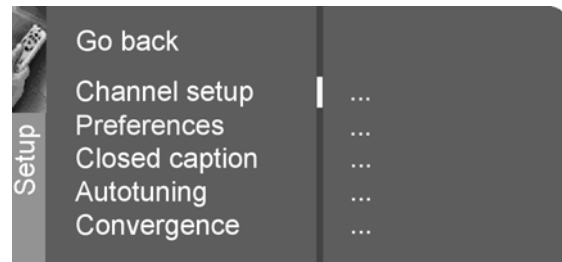 Go back
Channel setup ...
Preferences ...
Closed caption ...
Autotuning ...
Convergence ...
Setup